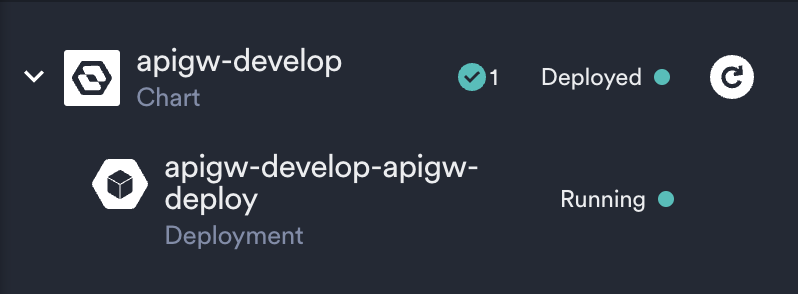 apigw-develop
Chart
1
Deployed
apigw-develop-apigw-
deploy
Deployment
Running